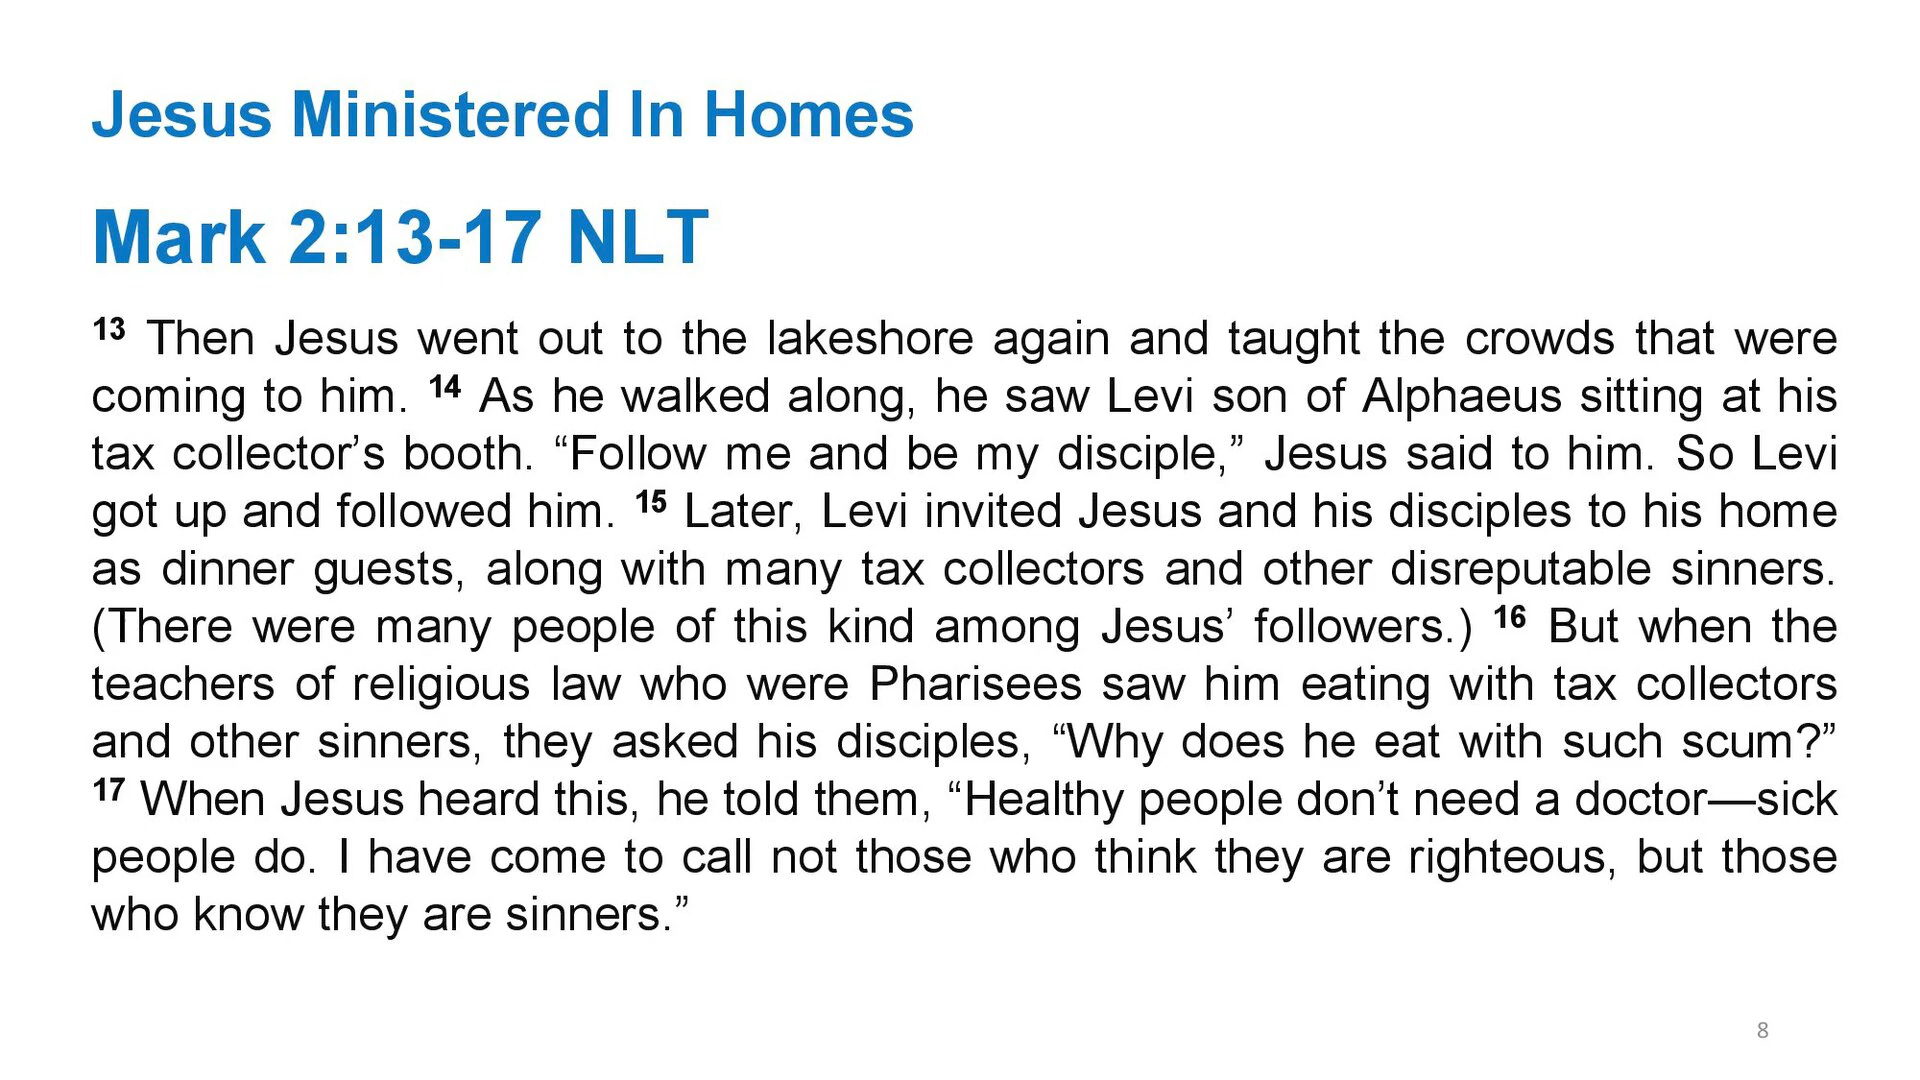 Jesus Ministered In Homes
Mark 2:13-17 NLT
13 Then Jesus went out to the lakeshore again and taught the crowds that were
coming to him. 14 As he walked along, he saw Levi son of Alphaeus sitting at his
tax collector’s booth. “Follow me and be my disciple,” Jesus said to him. So Levi
got up and followed him. 15 Later, Levi invited Jesus and his disciples to his home
as dinner guests, along with many tax collectors and other disreputable sinners.
(There were many people of this kind among Jesus’ followers.) 16 But when the
teachers of religious law who were Pharisees saw him eating with tax collectors
and other sinners, they asked his disciples, “Why does he eat with such scum?”
17 When Jesus heard this, he told them, “Healthy people don’t need a doctor—sick
people do. I have come to call not those who think they are righteous, but those
who know they are sinners.”
8